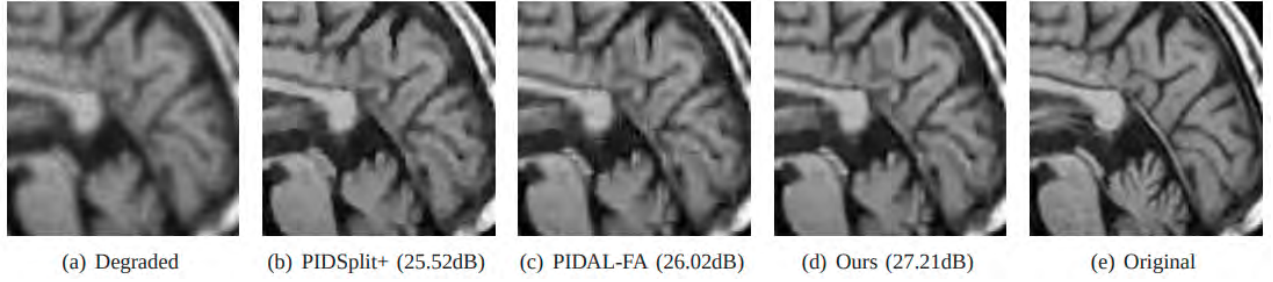 (a) Degraded (b) PIDSplit+ (25.52dB) (c) PIDAL-FA (26.02dB) (d) Ours (27.21dB) (e) Original